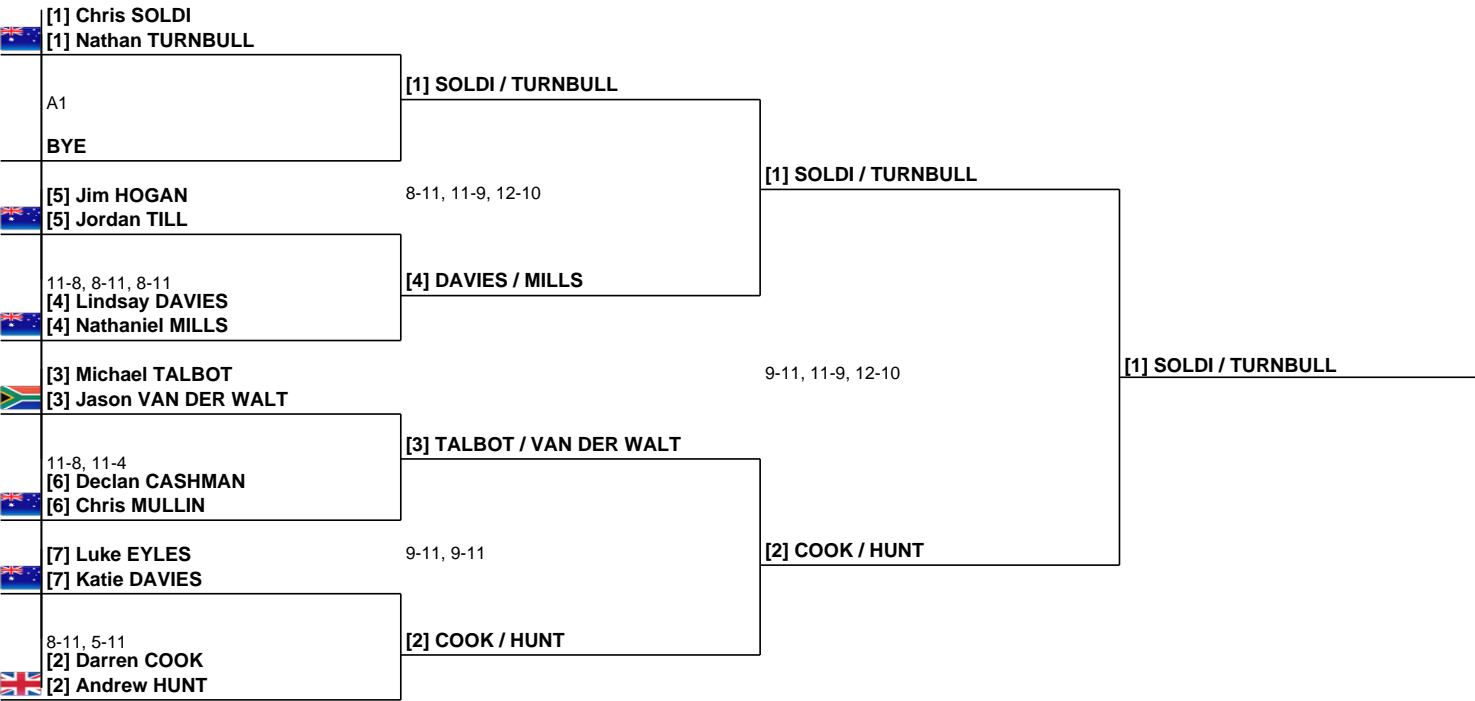 [1] Chris SOLDI
[1] Nathan TURNBULL
[1] SOLDI / TURNBULL
A1
BYE
[1] SOLDI / TURNBULL
[5] Jim HOGAN
8-11, 11-9, 12-10
[5] Jordan TILL
11-8, 8-11, 8-11
[4] DAVIES / MILLS
[4] Lindsay DAVIES
[4] Nathaniel MILLS
[1] SOLDI / TURNBULL
[3] Michael TALBOT
9-11, 11-9, 12-10
[3] Jason VAN DER WALT
[3] TALBOT / VAN DER WALT
11-8, 11-4
[6] Declan CASHMAN
[6] Chris MULLIN
[2] COOK / HUNT
[7] Luke EYLES
9-11, 9-11
[7] Katie DAVIES
8-11, 5-11
[2] COOK / HUNT
[2] Darren COOK
[2] Andrew HUNT